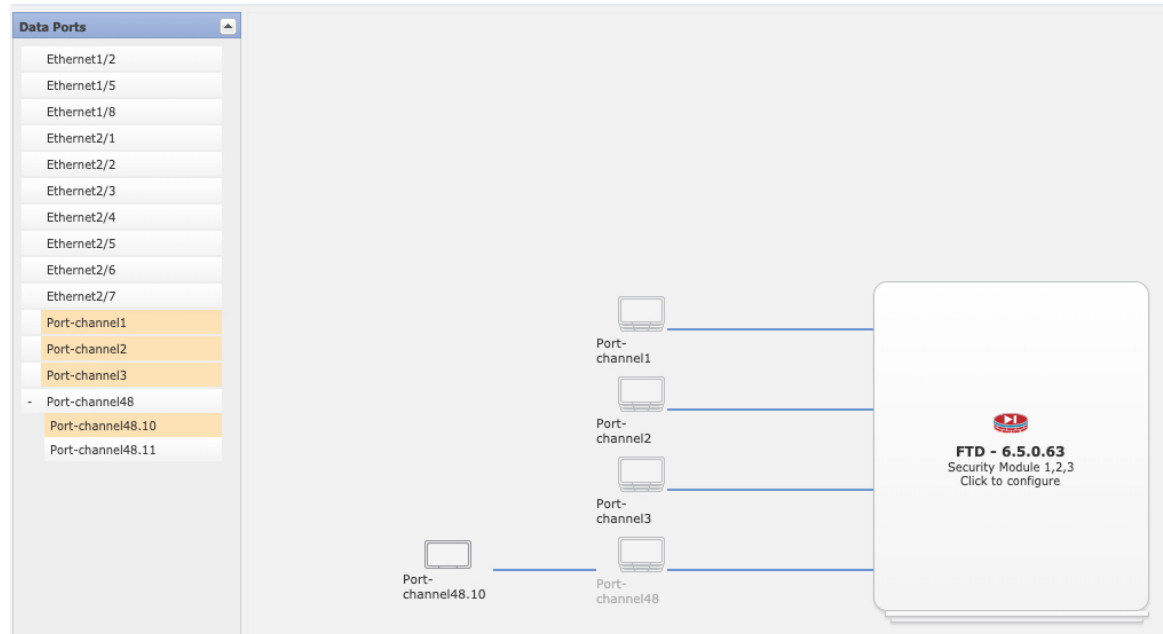 Data Ports
Ethernet1/2
Ethernet1/5
Ethernet1/8
Ethernet2/1
Ethernet2/2
Ethernet2/3
Ethernet2/4
Ethernet2/5
Ethernet2/6
Ethernet2/7
Port-channel1
Port-channel2
Port-channel3
- Port-channel48
Port-channel48.10
Port-channel48.11
Port-
channel1
Port-
channel2
Port-
channel3
Port-
channel48.10
Port-
channel48
FTD - 6.5.0.63
Security Module 1,2,3
Click to configure